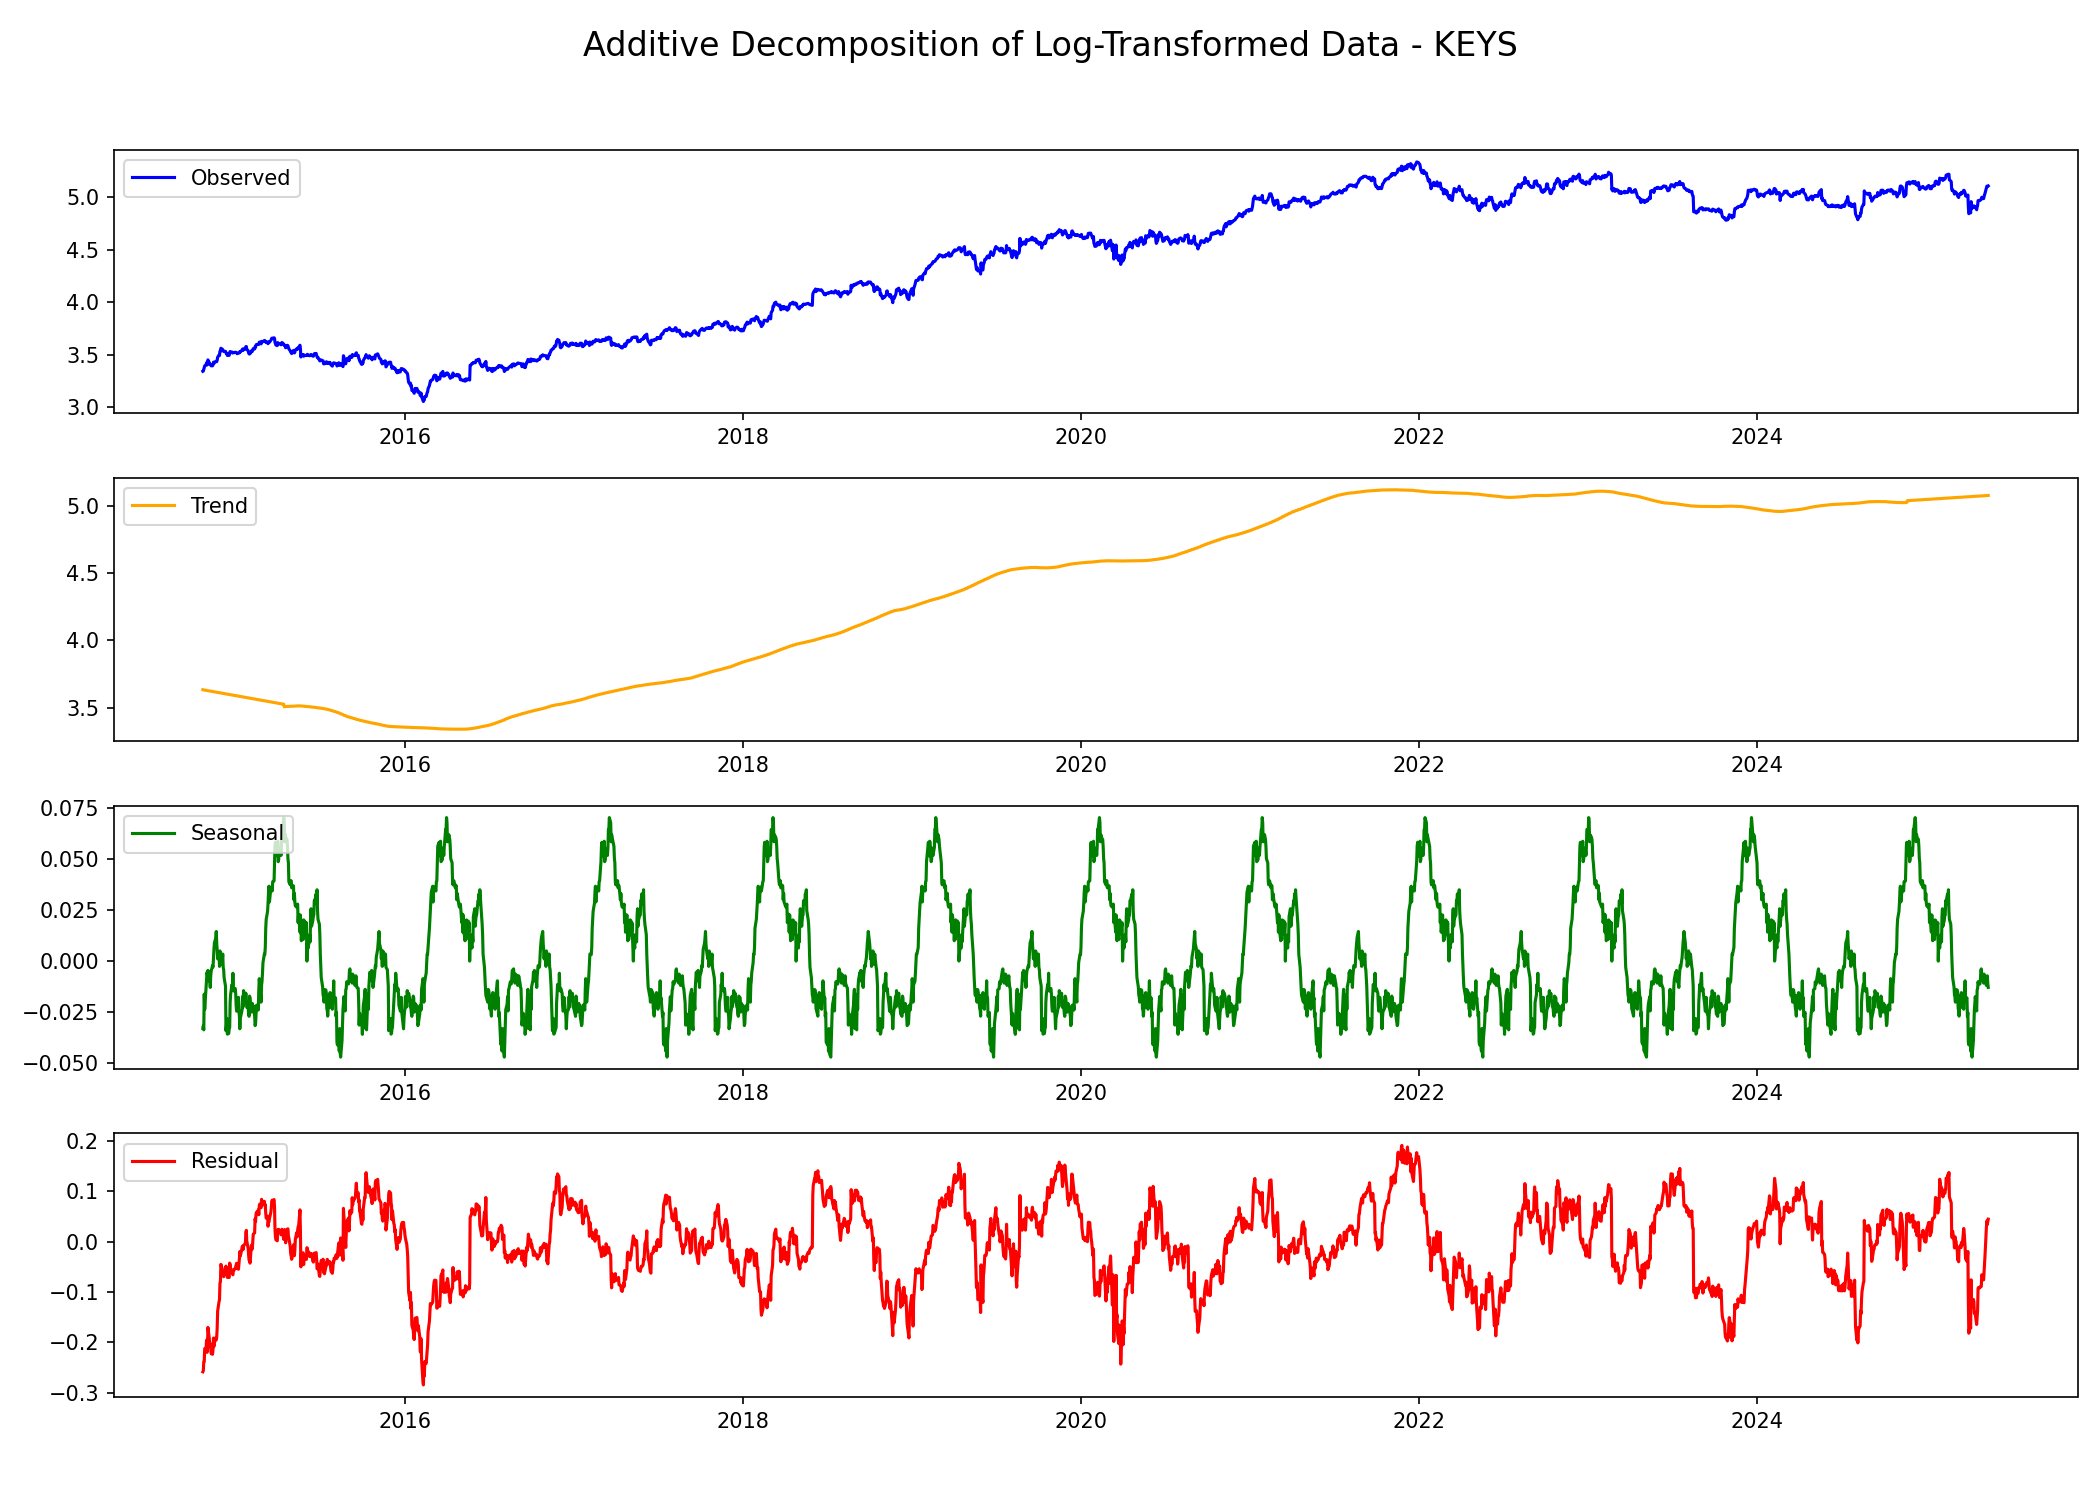 Additive Decomposition of Log-Transformed Data - KEYS
Observed
5.0
4.5
4.0
3.5
3.0
2016 2018 2020 2022 2024
Trend
5.0
4.5
4.0
3.5
2016 2018 2020 2022 2024
Seasonal
0.075
0.050
0.025
0.000
−0.025
−0.050
2016 2018 2020 2022 2024
Residual
0.2
0.1
0.0
−0.1
−0.2
−0.3
2016 2018 2020 2022 2024